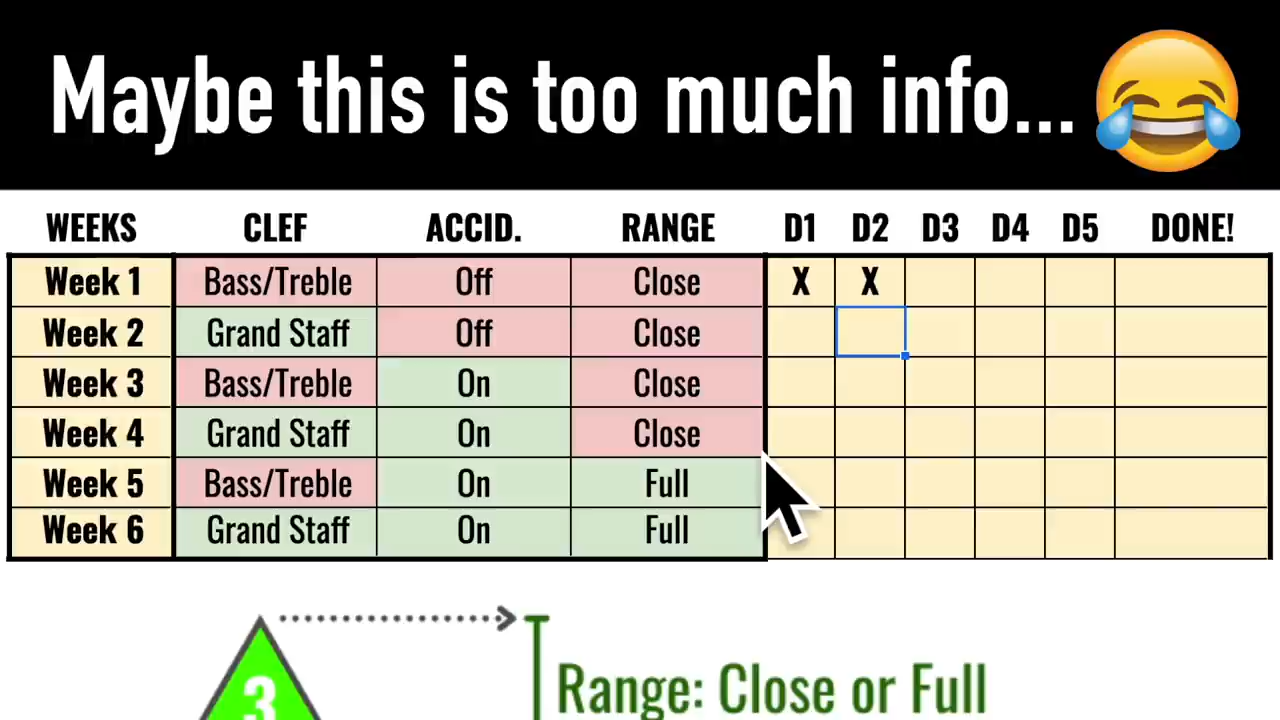 Maybe this is too much info...
WEEKS CLEF ACCID. RANGE D1 D2 D3 D4 D5 DONE!
Week 1 Bass/Treble Off Close X X
Week 2 Grand Staff Off Close
Week 3 Bass/Treble On Close
Week 4 Grand Staff On Close
Week 5 Bass/Treble On Full
Week 6 Grand Staff On Full
3
Range: Close or Full